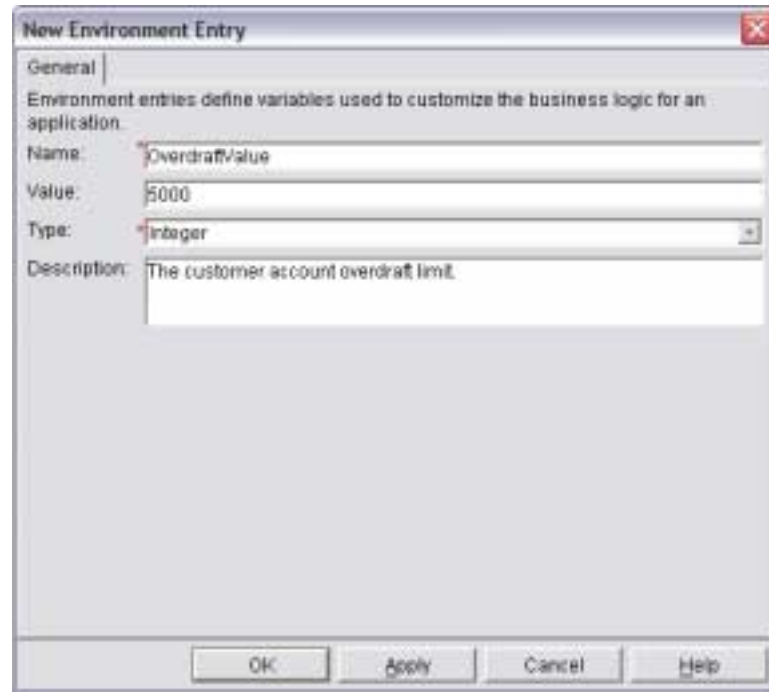 New Environment Entry
General
Environment entries define variables used to customize the business logic for an
application.
Name: *OverdraftValue
Value: 5000
Type: *Integer
Description: The customer account overdraft limit.
OK Apply Cancel Help